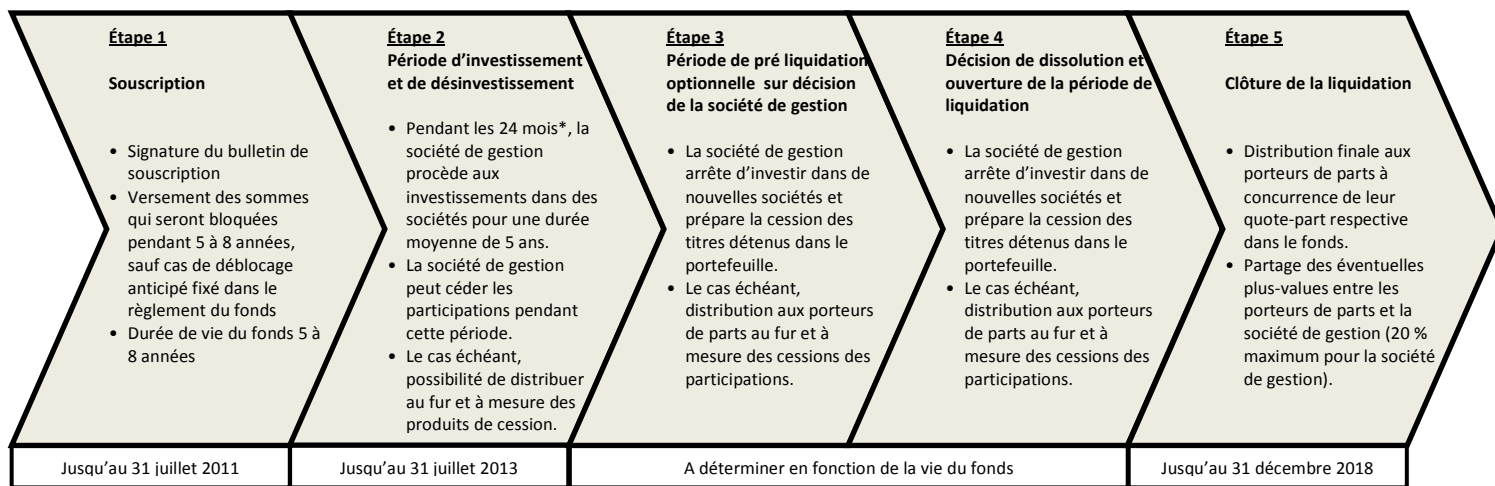 Étape 1
Souscription
• Signature du bulletin de
souscription
• Versement des sommes
qui seront bloquées
pendant 5 à 8 années,
sauf cas de déblocage
anticipé fixé dans le
règlement du fonds
• Durée de vie du fonds 5 à
8 années
Étape 2
Période d’investissement
et de désinvestissement
• Pendant les 24 mois*, la
société de gestion
procède aux
investissements dans des
sociétés pour une durée
moyenne de 5 ans.
• La société de gestion
peut céder les
participations pendant
cette période.
• Le cas échéant,
possibilité de distribuer
au fur et à mesure des
produits de cession.
Étape 3
Période de pré liquidation
optionnelle sur décision
de la société de gestion
• La société de gestion
arrête d’investir dans de
nouvelles sociétés et
prépare la cession des
titres détenus dans le
portefeuille.
• Le cas échéant,
distribution aux porteurs
de parts au fur et à
mesure des cessions des
participations.
Étape 4
Décision de dissolution et
ouverture de la période de
liquidation
• La société de gestion
arrête d’investir dans de
nouvelles sociétés et
prépare la cession des
titres détenus dans le
portefeuille.
• Le cas échéant,
distribution aux porteurs
de parts au fur et à
mesure des cessions des
participations.
Étape 5
Clôture de la liquidation
• Distribution finale aux
porteurs de parts à
concurrence de leur
quote-part respective
dans le fonds.
• Partage des éventuelles
plus-values entre les
porteurs de parts et la
société de gestion (20 %
maximum pour la société
de gestion).
Jusqu’au 31 juillet 2011
Jusqu’au 31 juillet 2013
A déterminer en fonction de la vie du fonds
Jusqu’au 31 décembre 2018